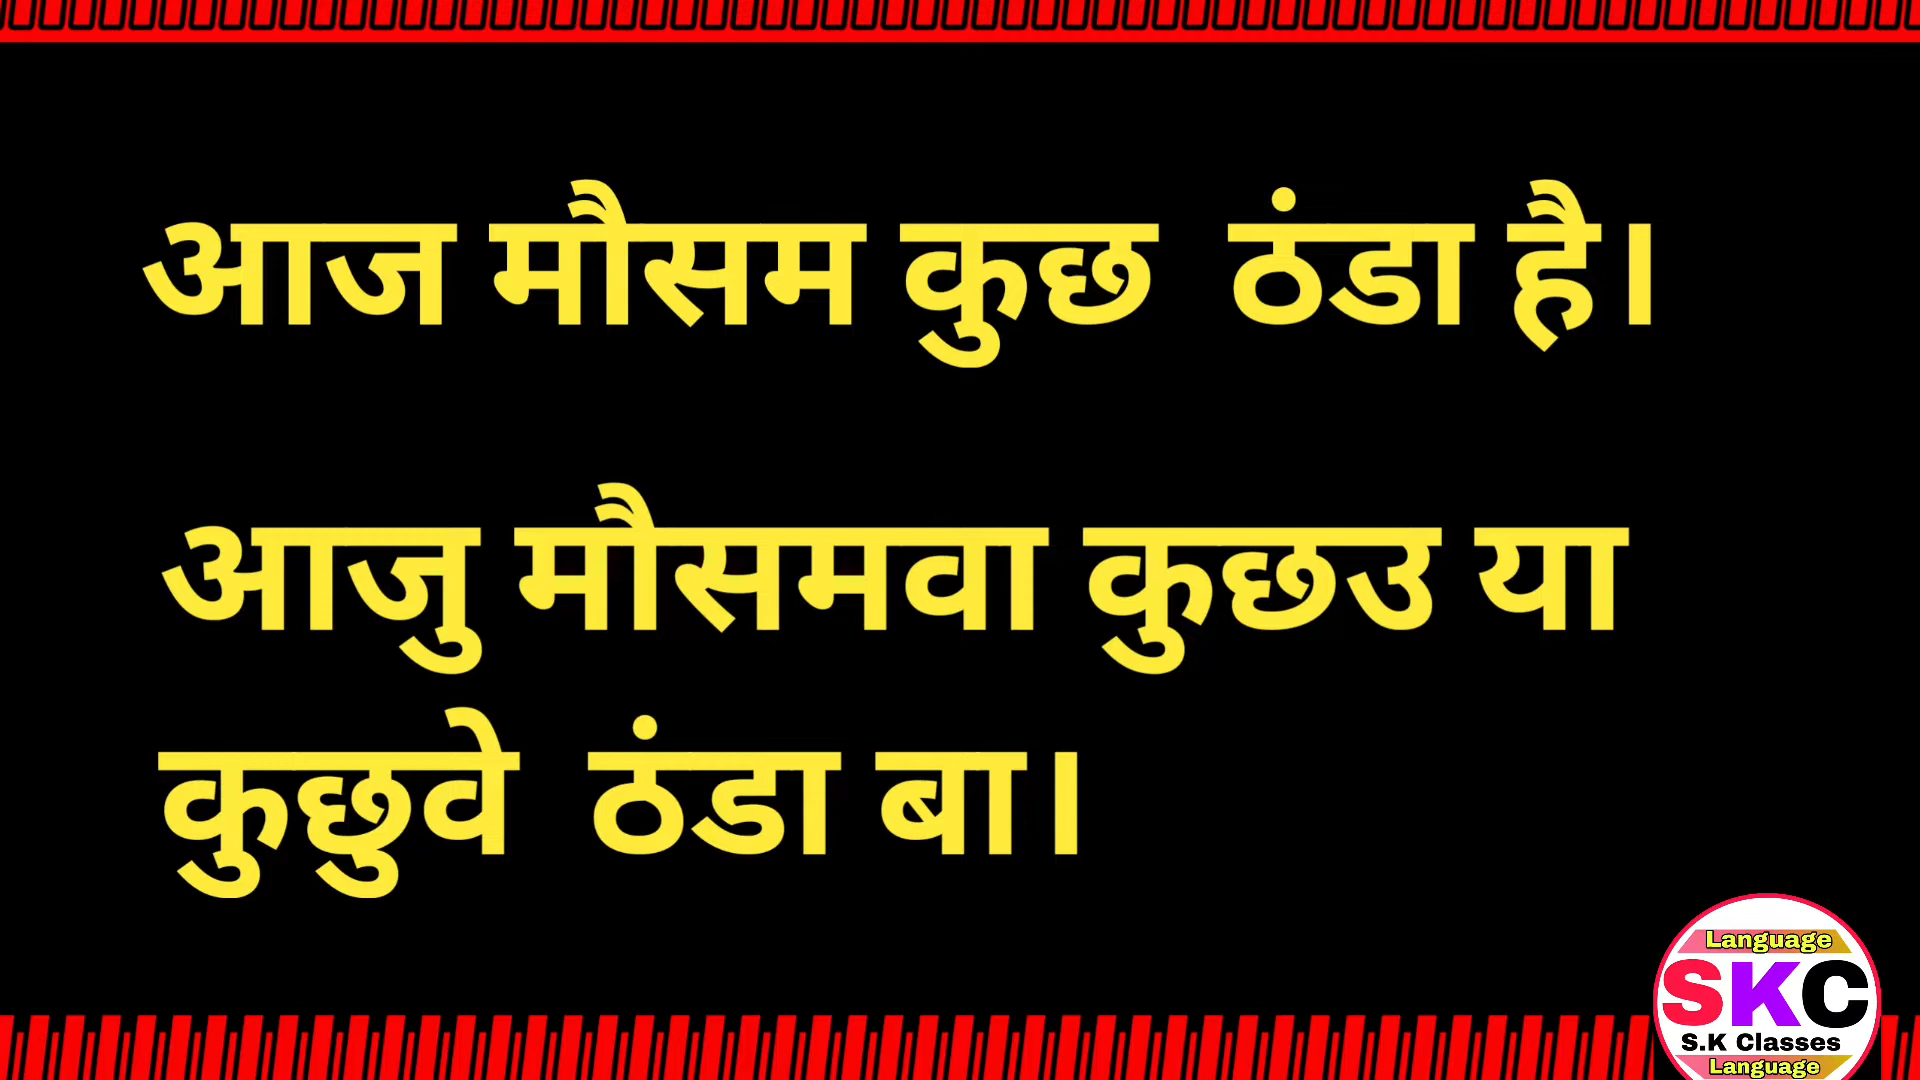 आज मौसम कुछ ठंडा है।
आजु मौसमवा कुछउ या
कुछुवे ठंडा बा।
Language
SKC
S.K Classes
Language